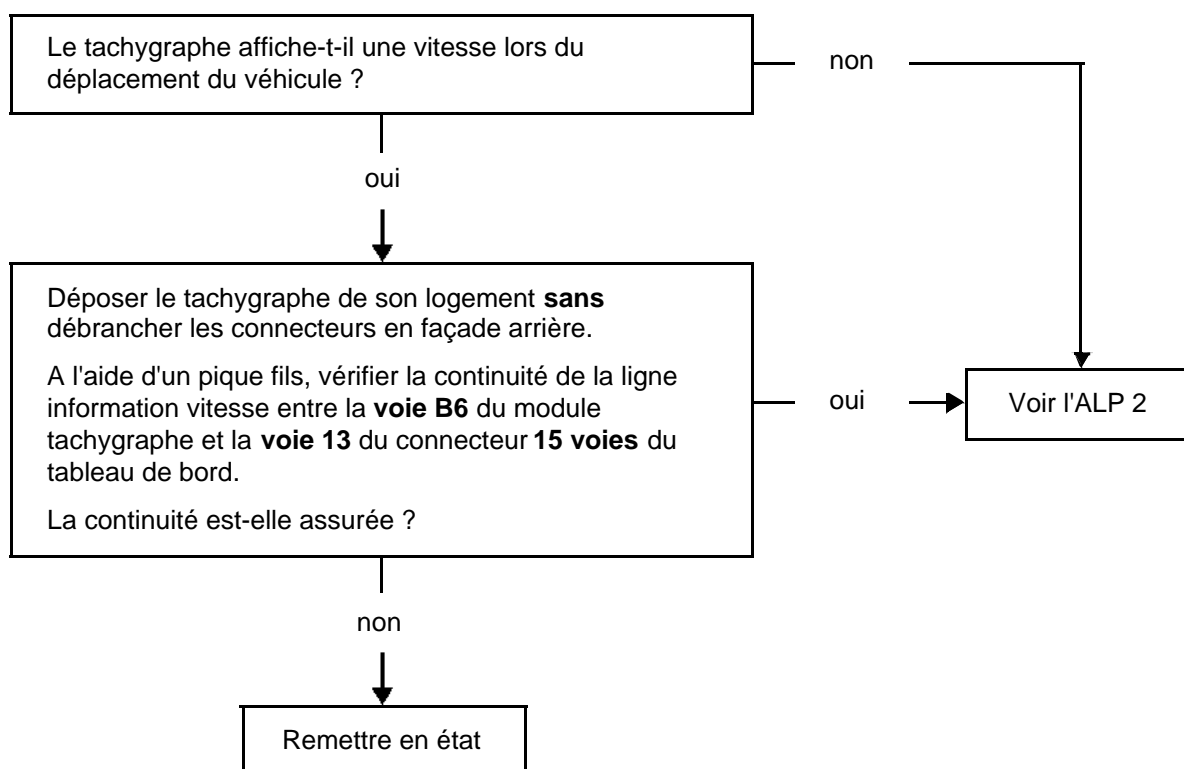 Le tachygraphe affiche-t-il une vitesse lors du
déplacement du véhicule ?
non
oui
Déposer le tachygraphe de son logement sans
débrancher les connecteurs en façade arrière.
A l'aide d'un pique fils, vérifier la continuité de la ligne
information vitesse entre la voie B6 du module
tachygraphe et la voie 13 du connecteur 15 voies du
tableau de bord.
La continuité est-elle assurée ?
oui
Voir l'ALP 2
non
Remettre en état